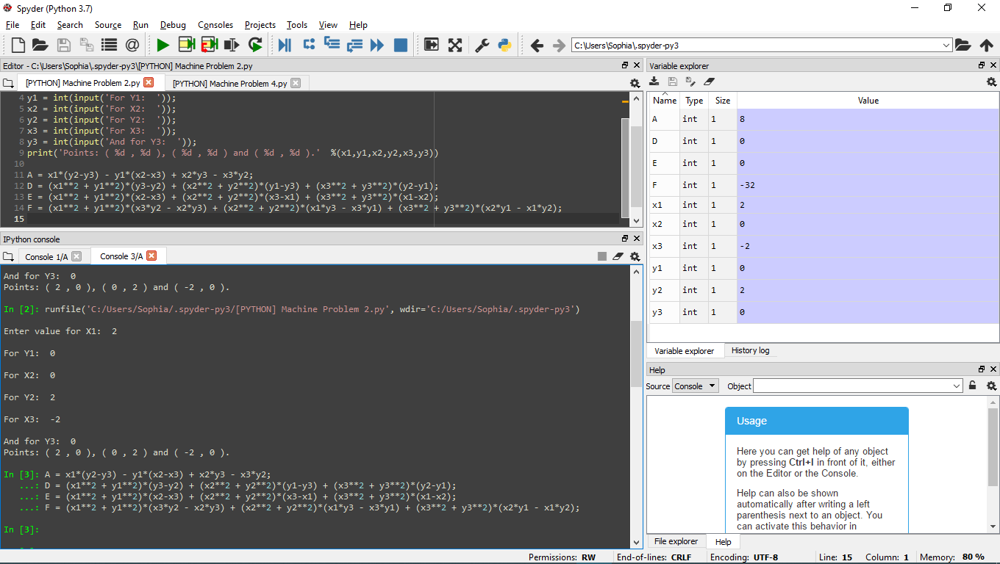 Spyder (Python 3.7)
File Edit Search Source Run Debug Consoles Projects Tools View Help
C:\Users\Sophia\.spyder-py3
Editor - C:\Users\Sophia\.spyder-py3\[PYTHON] Machine Problem 2.py
[PYTHON] Machine Problem 2.py [PYTHON] Machine Problem 4.py
4 y1 = int(input('For Y1:  '));
5 x2 = int(input('For X2:  '));
6 y2 = int(input('For Y2:  '));
7 x3 = int(input('For X3:  '));
8 y3 = int(input('And for Y3:  '));
9 print('Points: ( %d , %d ), ( %d , %d ) and ( %d , %d ).'  %(x1,y1,x2,y2,x3,y3))
10
11 A = x1*(y2-y3) - y1*(x2-x3) + x2*y3 - x3*y2;
12 D = (x1**2 + y1**2)*(y3-y2) + (x2**2 + y2**2)*(y1-y3) + (x3**2 + y3**2)*(y2-y1);
13 E = (x1**2 + y1**2)*(x2-x3) + (x2**2 + y2**2)*(x3-x1) + (x3**2 + y3**2)*(x1-x2);
14 F = (x1**2 + y1**2)*(x3*y2 - x2*y3) + (x2**2 + y2**2)*(x1*y3 - x3*y1) + (x3**2 + y3**2)*(x2*y1 - x1*y2);
15
IPython console
Console 1/A Console 3/A
And for Y3:  0
Points: ( 2 , 0 ), ( 0 , 2 ) and ( -2 , 0 ).
In [2]: runfile('C:/Users/Sophia/.spyder-py3/[PYTHON] Machine Problem 2.py', wdir='C:/Users/Sophia/.spyder-py3')
Enter value for X1:  2
For Y1:  0
For X2:  0
For Y2:  2
For X3:  -2
And for Y3:  0
Points: ( 2 , 0 ), ( 0 , 2 ) and ( -2 , 0 ).
In [3]: A = x1*(y2-y3) - y1*(x2-x3) + x2*y3 - x3*y2;
...: D = (x1**2 + y1**2)*(y3-y2) + (x2**2 + y2**2)*(y1-y3) + (x3**2 + y3**2)*(y2-y1);
...: E = (x1**2 + y1**2)*(x2-x3) + (x2**2 + y2**2)*(x3-x1) + (x3**2 + y3**2)*(x1-x2);
...: F = (x1**2 + y1**2)*(x3*y2 - x2*y3) + (x2**2 + y2**2)*(x1*y3 - x3*y1) + (x3**2 + y3**2)*(x2*y1 - x1*y2);
In [3]:
Variable explorer
Name Type Size Value
A int 1 8
D int 1 0
E int 1 0
F int 1 -32
x1 int 1 2
x2 int 1 0
x3 int 1 -2
y1 int 1 0
y2 int 1 2
y3 int 1 0
Variable explorer History log
Help
Source Console Object
Usage
Here you can get help of any object
by pressing Ctrl+I in front of it, either
on the Editor or the Console.
Help can also be shown
automatically after writing a left
parenthesis next to an object. You
can activate this behavior in
File explorer Help
Permissions: RW End-of-lines: CRLF Encoding: UTF-8 Line: 15 Column: 1 Memory: 80 %